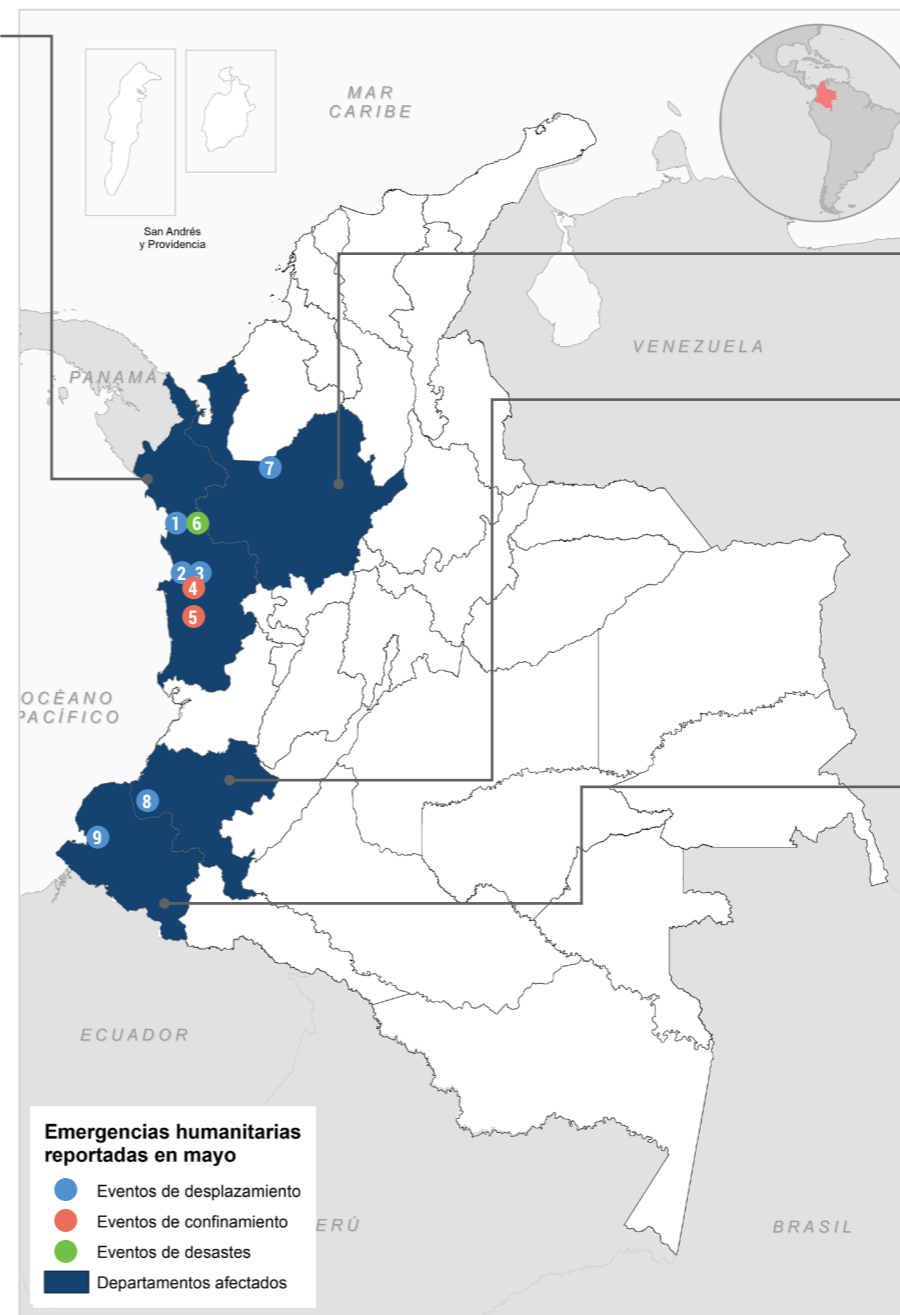 MAR
CARIBE
San Andrés
y Providencia
VENEZUELA
PANAMÁ
7
1
6
2
3
4
5
OCÉANO
PACÍFICO
8
9
ECUADOR
Emergencias humanitarias
reportadas en mayo
Eventos de desplazamiento
Eventos de confinamiento
Eventos de desastes
Departamentos afectados
ERÚ
BRASIL